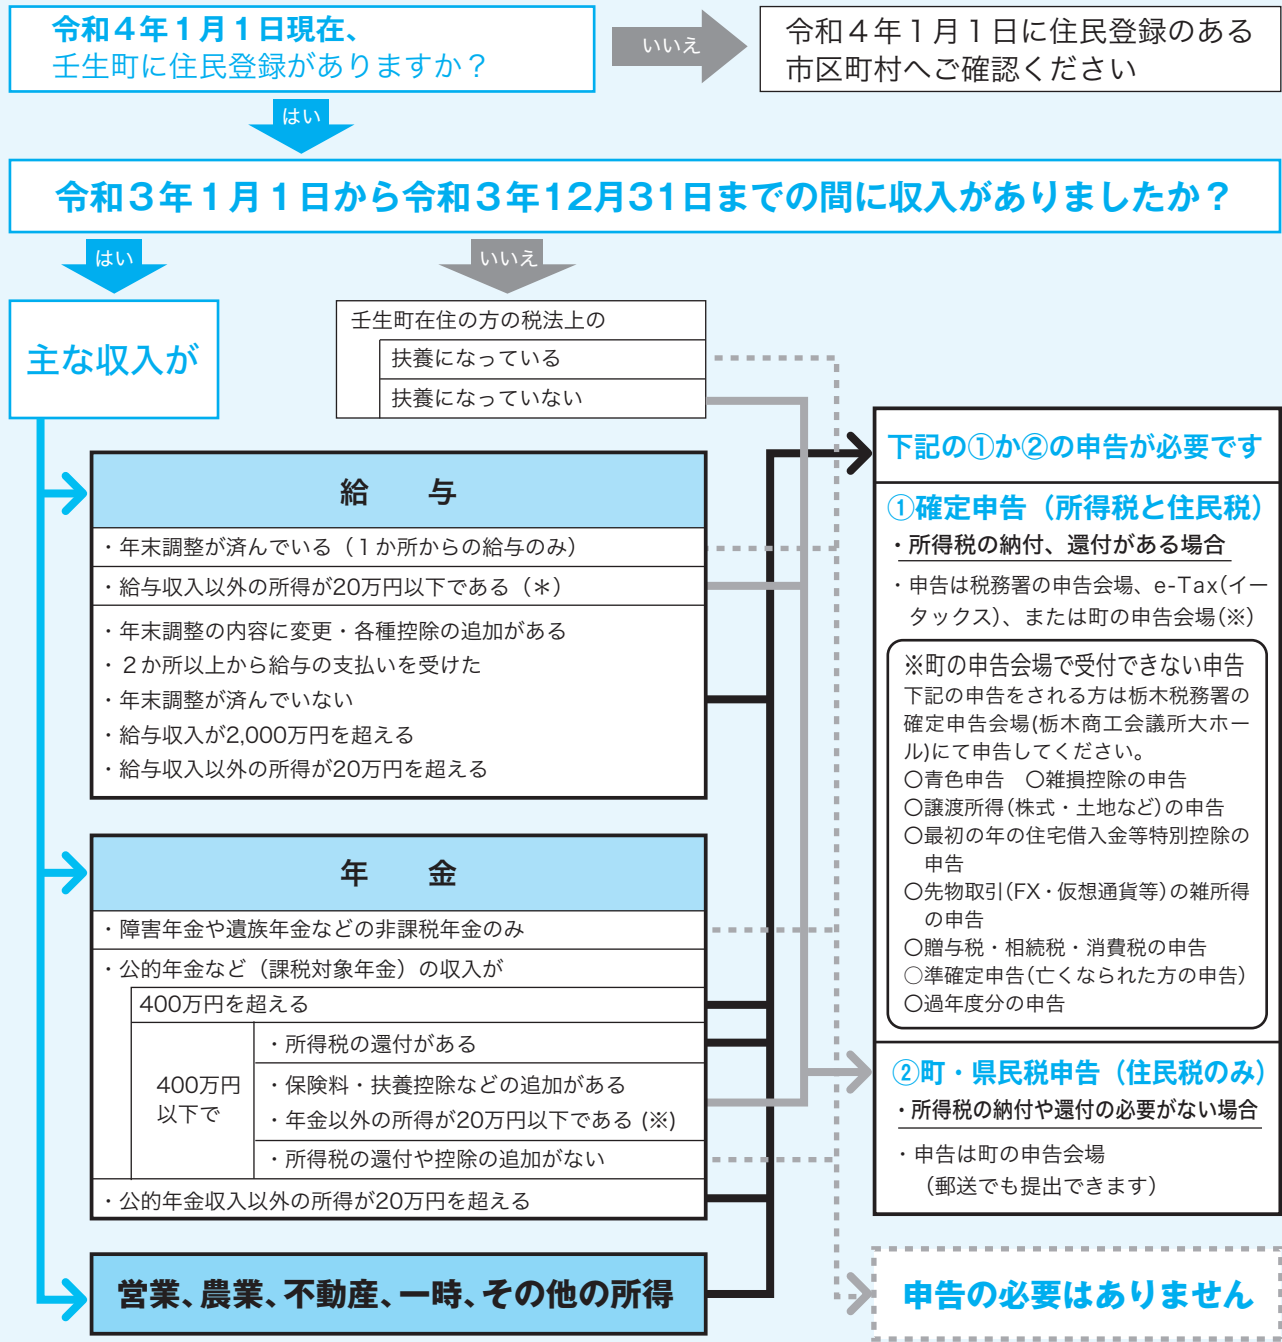 令和４年１月１日現在、
壬生町に住民登録がありますか？
いいえ
令和４年１月１日に住民登録のある
市区町村へご確認ください
はい
令和３年１月１日から令和３年12月31日までの間に収入がありましたか？
はい
いいえ
主な収入が
壬生町在住の方の税法上の
扶養になっている
扶養になっていない
給　与
・年末調整が済んでいる（１か所からの給与のみ）
・給与収入以外の所得が20万円以下である（＊）
・年末調整の内容に変更・各種控除の追加がある
・２か所以上から給与の支払いを受けた
・年末調整が済んでいない
・給与収入が2,000万円を超える
・給与収入以外の所得が20万円を超える
年　金
・障害年金や遺族年金などの非課税年金のみ
・公的年金など（課税対象年金）の収入が
400万円を超える
400万円
以下で
・所得税の還付がある
・保険料・扶養控除などの追加がある
・年金以外の所得が20万円以下である (※)
・所得税の還付や控除の追加がない
・公的年金収入以外の所得が20万円を超える
営業、農業、不動産、一時、その他の所得
下記の①か②の申告が必要です
①確定申告（所得税と住民税）
・所得税の納付、還付がある場合
・申告は税務署の申告会場、e-Tax(イー
タックス)、または町の申告会場(※)
※町の申告会場で受付できない申告
下記の申告をされる方は栃木税務署の
確定申告会場(栃木商工会議所大ホー
ル)にて申告してください。
〇青色申告　〇雑損控除の申告
〇譲渡所得(株式・土地など)の申告
〇最初の年の住宅借入金等特別控除の
申告
〇先物取引(FX・仮想通貨等)の雑所得
の申告
〇贈与税・相続税・消費税の申告
○準確定申告(亡くなられた方の申告)
〇過年度分の申告
②町・県民税申告（住民税のみ）
・所得税の納付や還付の必要がない場合
・申告は町の申告会場
（郵送でも提出できます）
申告の必要はありません